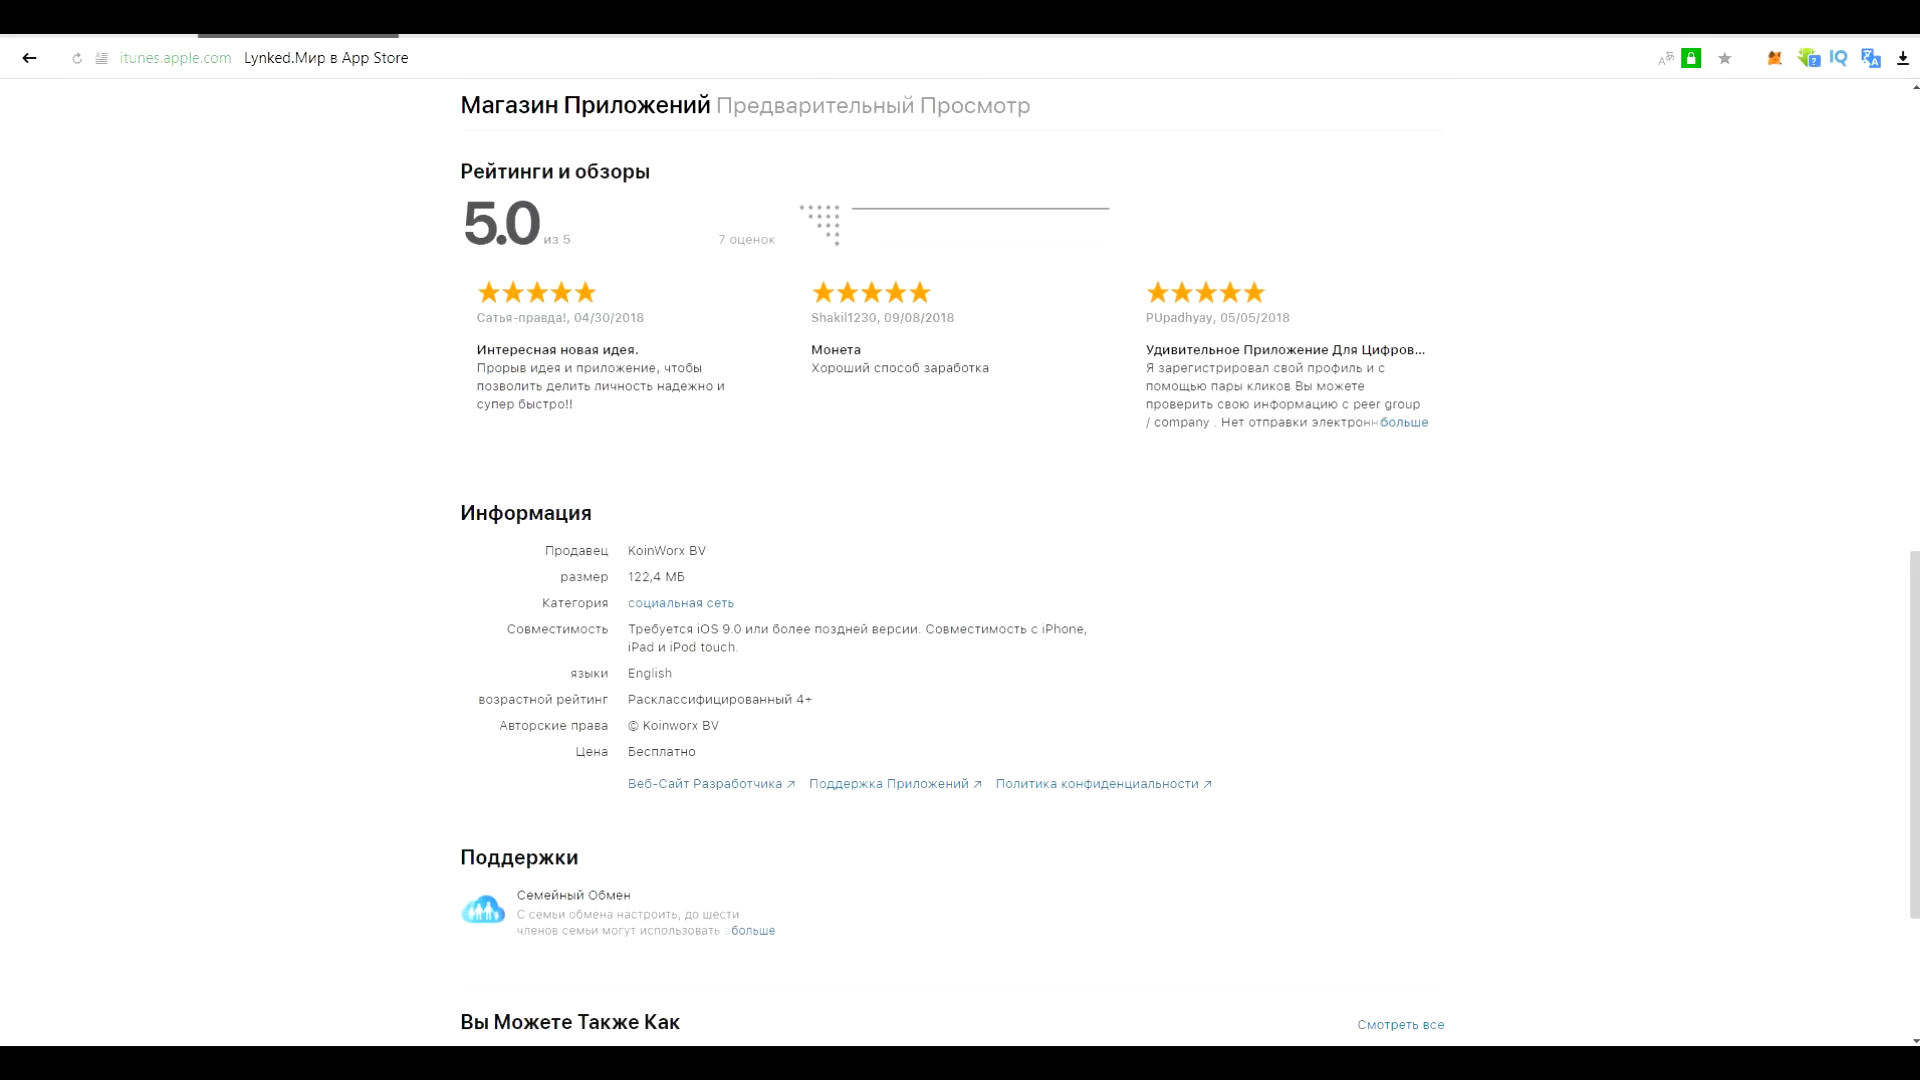 itunes.apple.com Lynked.Мир в App Store
Магазин Приложений Предварительный Просмотр
Рейтинги и обзоры
5.0 из 5
7 оценок
Сатья-правда!, 04/30/2018
Интересная новая идея.
Прорыв идея и приложение, чтобы
позволить делить личность надежно и
супер быстро!!
Shakil1230, 09/08/2018
Монета
Хороший способ заработка
PUpadhyay, 05/05/2018
Удивительное Приложение Для Цифров...
Я зарегистрировал свой профиль и с
помощью пары кликов Вы можете
проверить свою информацию с peer group
/ company . Нет отправки электронн больше
Информация
Продавец KoinWorx BV
размер 122,4 МБ
Категория социальная сеть
Совместимость Требуется iOS 9.0 или более поздней версии. Совместимость с iPhone,
iPad и iPod touch.
языки English
возрастной рейтинг Расклассифицированный 4+
Авторские права © Koinworx BV
Цена Бесплатно
Веб-Сайт Разработчика ↗ Поддержка Приложений ↗ Политика конфиденциальности ↗
Поддержки
Семейный Обмен
С семьи обмена настроить, до шести
членов семьи могут использовать больше
Вы Можете Также Как
Смотреть все